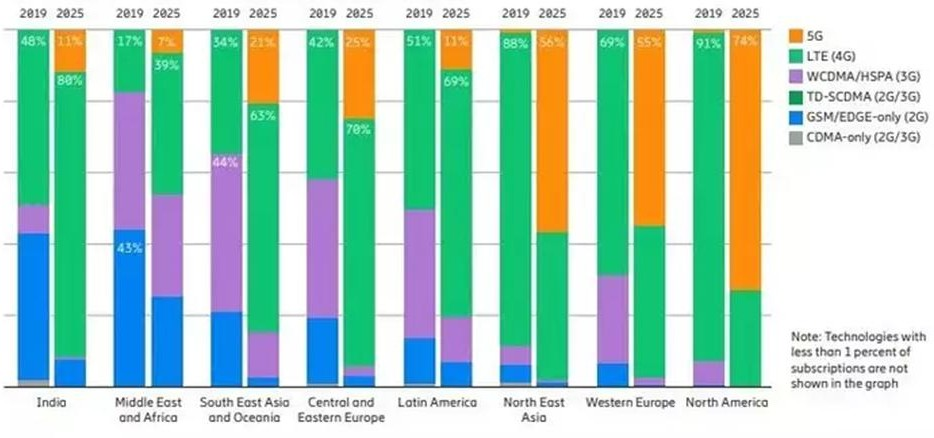 2019 2025 2019 2025 2019 2025 2019 2025 2019 2025 2019 2025 2019 2025 2019 2025
48% 11% 17% 7% 34% 21% 42% 25% 51% 11% 88% 56% 69% 55% 91% 74%
80% 39% 63% 70% 69%
44%
43%
5G
LTE (4G)
WCDMA/HSPA (3G)
TD-SCDMA (2G/3G)
GSM/EDGE-only (2G)
CDMA-only (2G/3G)
Note: Technologies with
less than 1 percent of
subscriptions are not
shown in the graph
India
Middle East
and Africa
South East Asia
and Oceania
Central and
Eastern Europe
Latin America
North East
Asia
Western Europe
North America